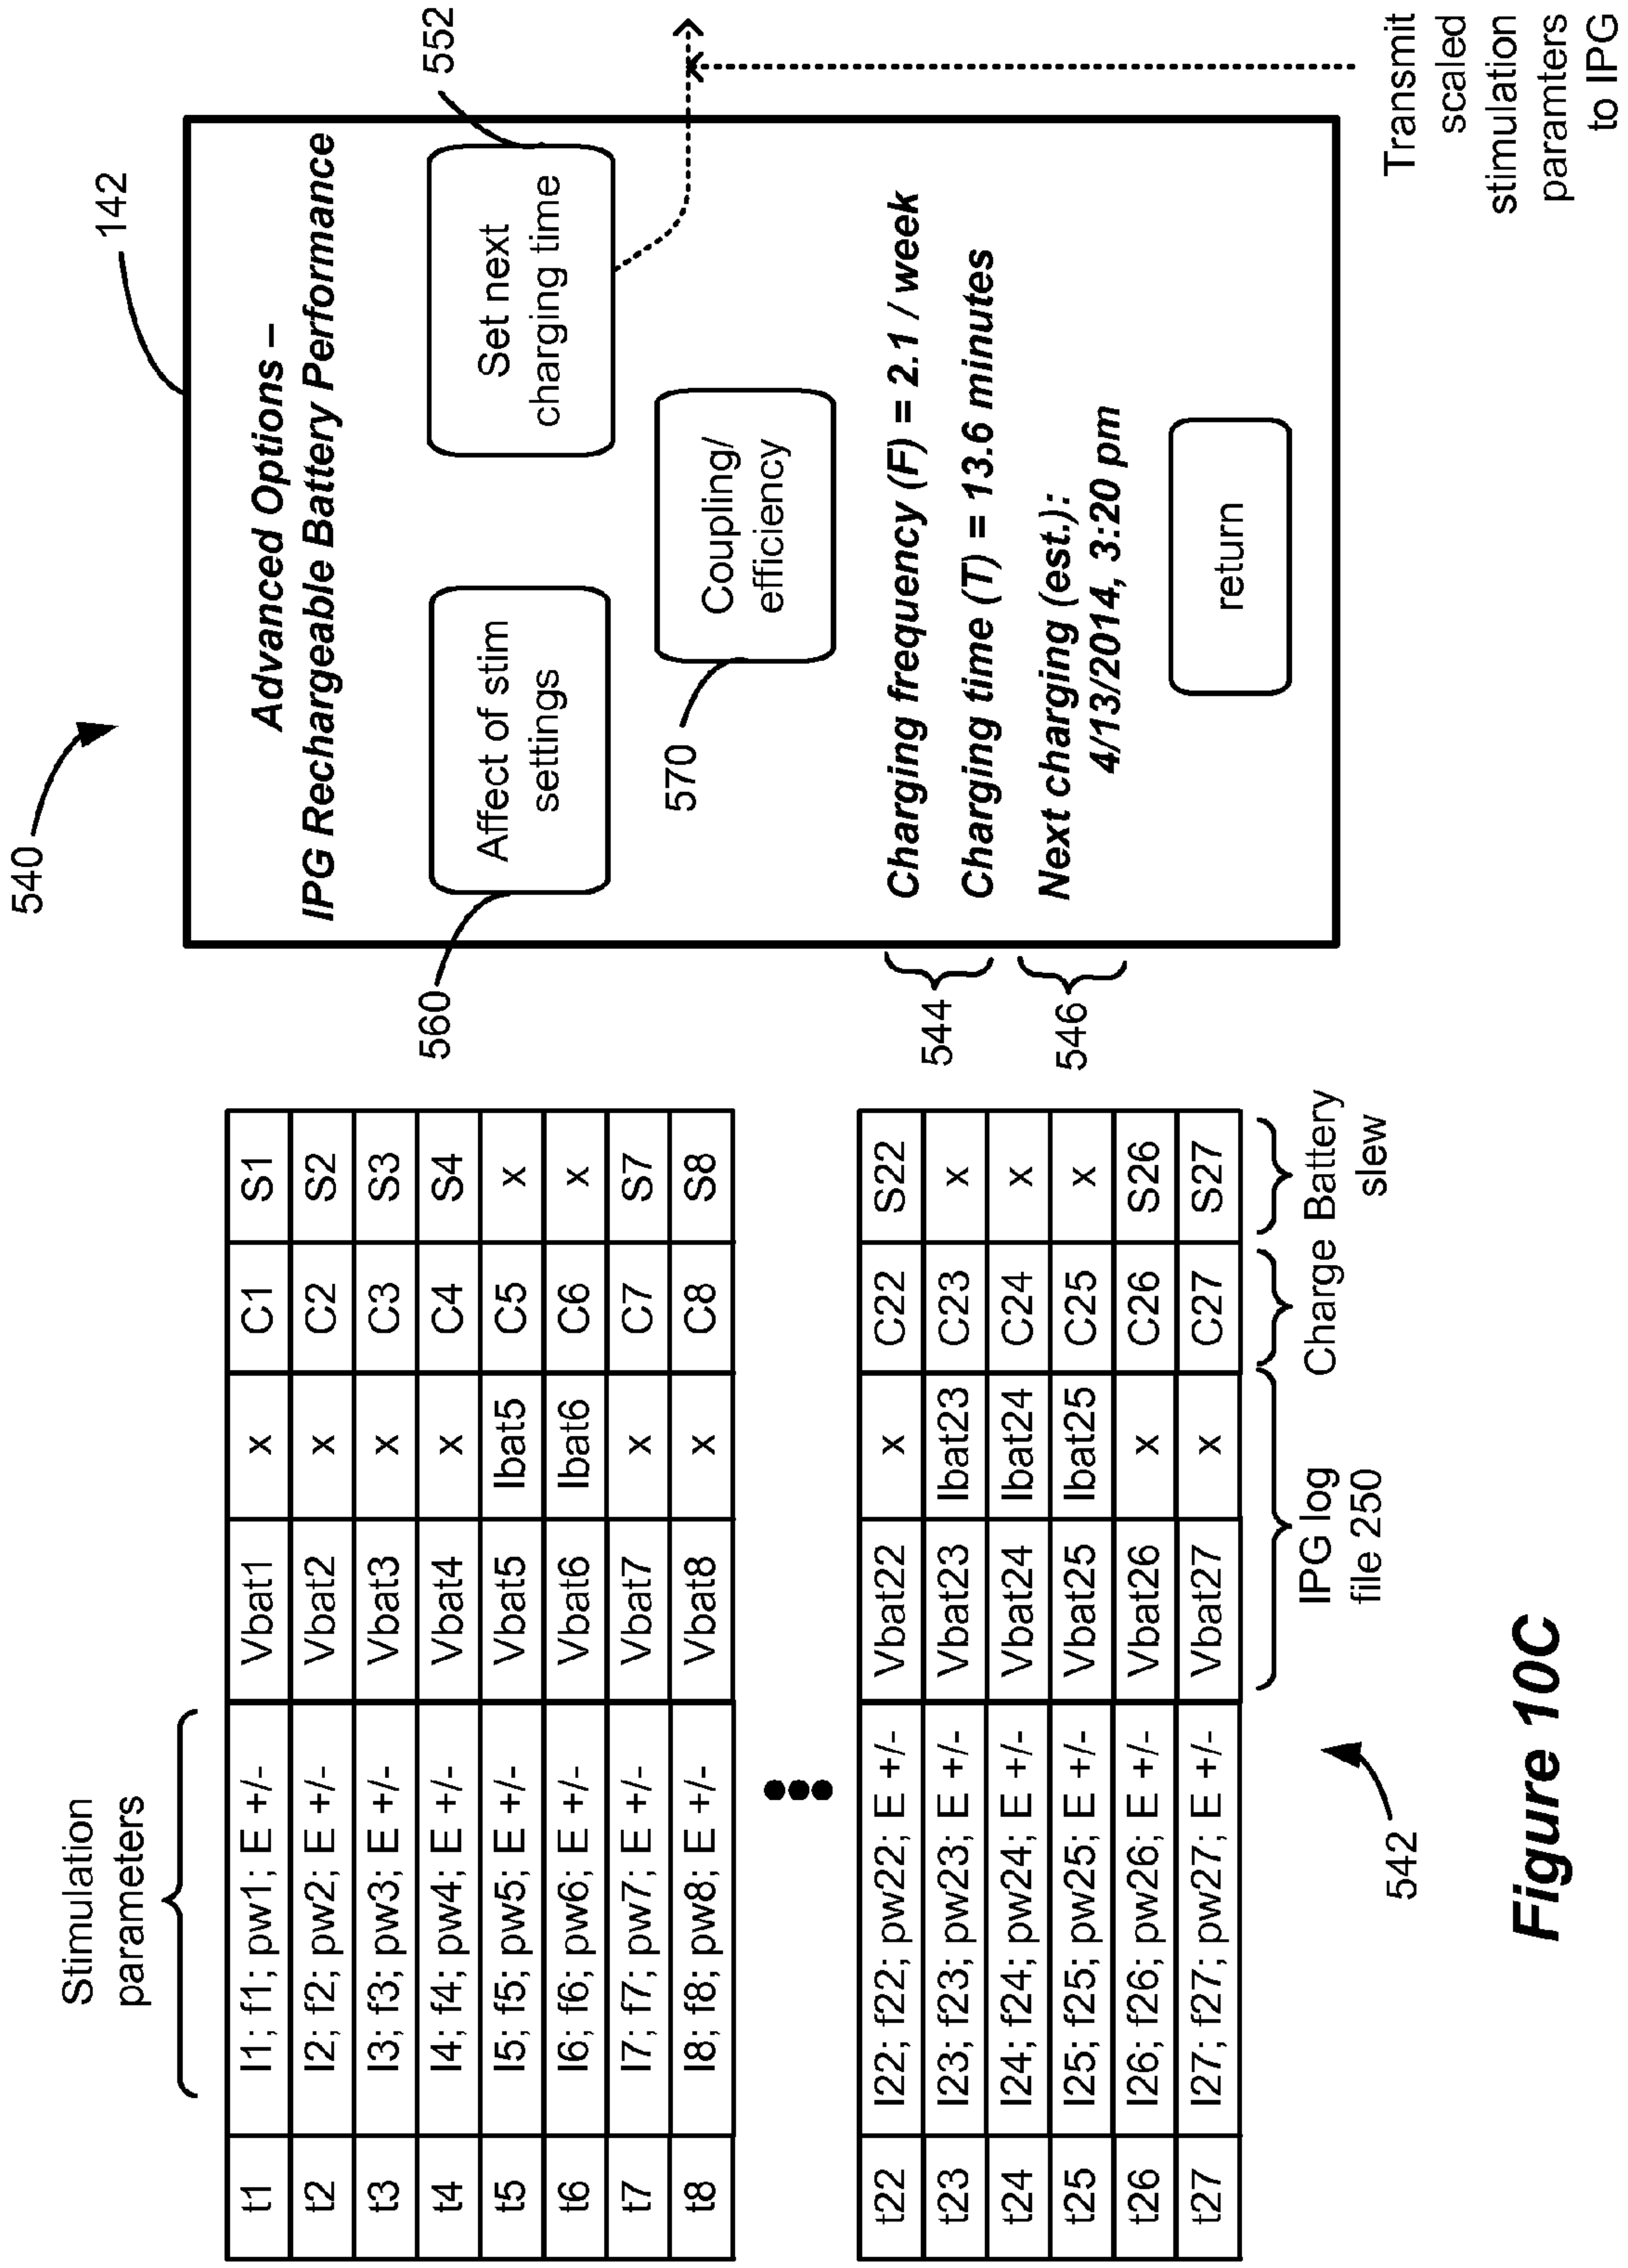 Stimulation
parameters
t1 I1; f1; pw1; E +/- Vbat1 x C1 S1
t2 I2; f2; pw2; E +/- Vbat2 x C2 S2
t3 I3; f3; pw3; E +/- Vbat3 x C3 S3
t4 I4; f4; pw4; E +/- Vbat4 x C4 S4
t5 I5; f5; pw5; E +/- Vbat5 Ibat5 C5 x
t6 I6; f6; pw6; E +/- Vbat6 Ibat6 C6 x
t7 I7; f7; pw7; E +/- Vbat7 x C7 S7
t8 I8; f8; pw8; E +/- Vbat8 x C8 S8
t22 I22; f22; pw22; E +/- Vbat22 x C22 S22
t23 I23; f23; pw23; E +/- Vbat23 Ibat23 C23 x
t24 I24; f24; pw24; E +/- Vbat24 Ibat24 C24 x
t25 I25; f25; pw25; E +/- Vbat25 Ibat25 C25 x
t26 I26; f26; pw26; E +/- Vbat26 x C26 S26
t27 I27; f27; pw27; E +/- Vbat27 x C27 S27
IPG log
file 250
Charge
Battery
slew
542
540
142
Advanced Options –
IPG Rechargeable Battery Performance
560
Affect of stim
settings
552
Set next
charging time
570
Coupling/
efficiency
544
Charging frequency (F) = 2.1 / week
Charging time (T) = 13.6 minutes
546
Next charging (est.):
4/13/2014, 3:20 pm
return
Transmit
scaled
stimulation
paramters
to IPG
Figure 10C